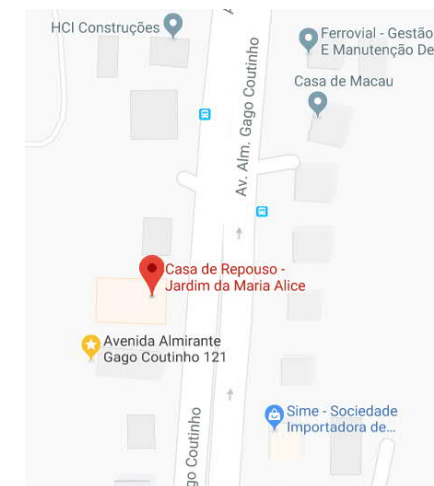 HCI Construções
Ferrovial - Gestão
E Manutenção De
Casa de Macau
Av. Alm. Gago Coutinho
Casa de Repouso -
Jardim da Maria Alice
Avenida Almirante
Gago Coutinho 121
Sime - Sociedade
Importadora de...
go Coutinho